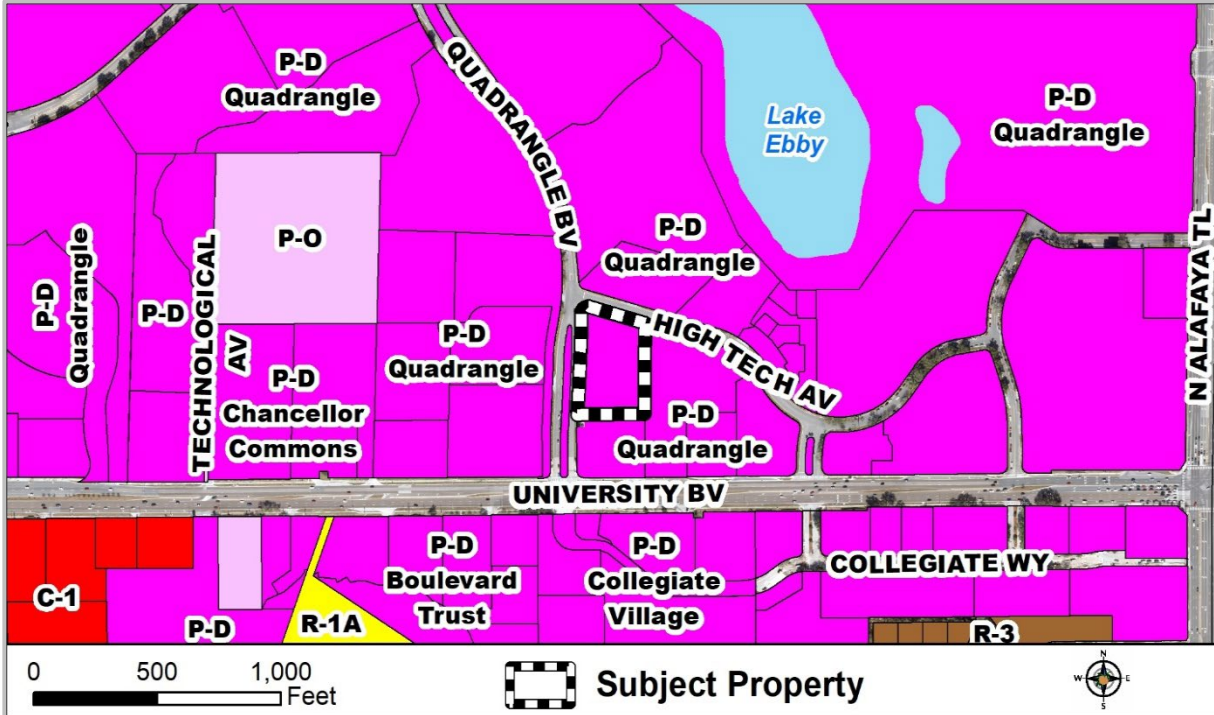 P-D
Quadrangle
QUADRANGLE BV
Lake
Ebby
P-D
Quadrangle
P-D
Quadrangle
P-D
TECHNOLOGICAL
AV
P-O
P-D
Quadrangle
P-D
Quadrangle
HIGH TECH AV
N ALAFAYA TL
P-D
Chancellor
Commons
P-D
Quadrangle
UNIVERSITY BV
C-1
P-D
R-1A
P-D
Boulevard
Trust
P-D
Collegiate
Village
COLLEGIATE WY
R-3
0 500 1,000
Feet
Subject Property
N
W E
S